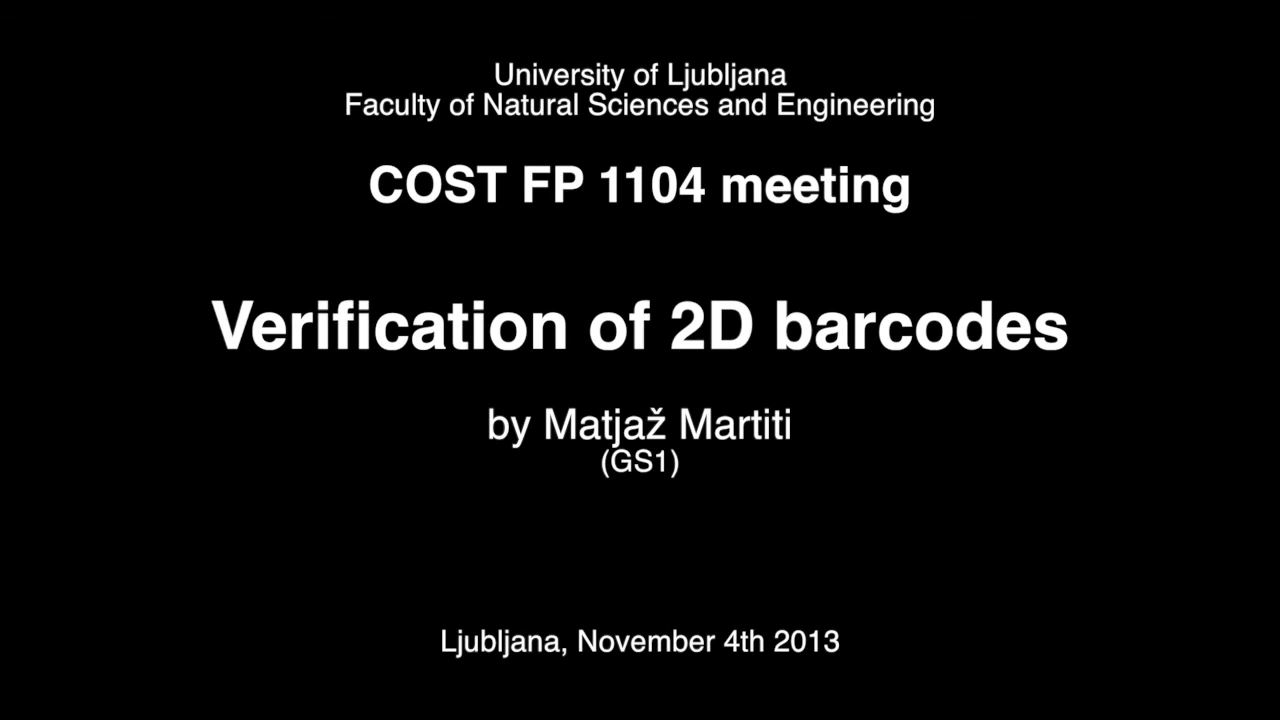 University of Ljubljana
Faculty of Natural Sciences and Engineering
COST FP 1104 meeting
Verification of 2D barcodes
by Matjaž Martiti
(GS1)
Ljubljana, November 4th 2013